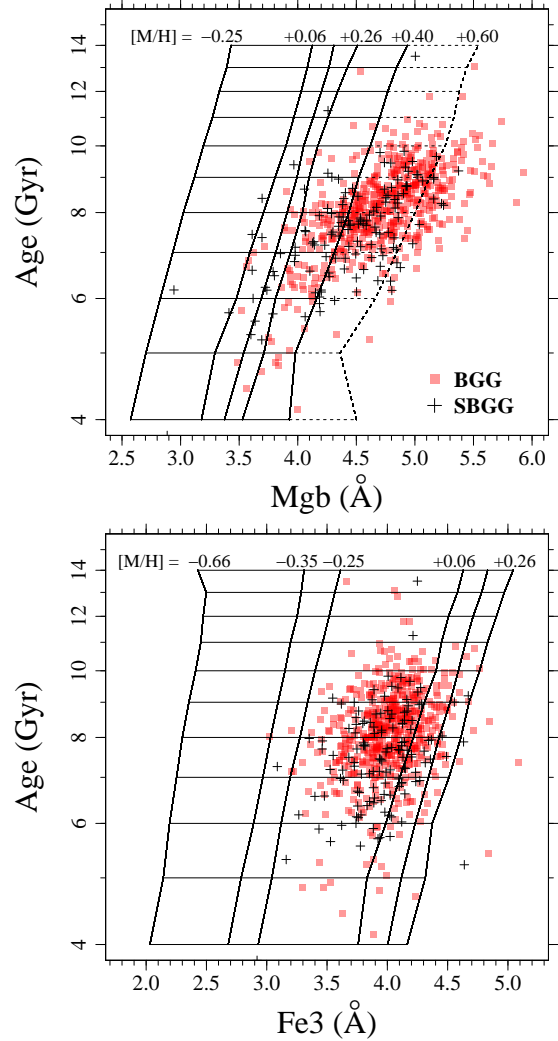 [M/H] = −0.25 +0.06 +0.26 +0.40 +0.60
14
12
10
8
6
4
Age (Gyr)
BGG
SBGG
2.5 3.0 3.5 4.0 4.5 5.0 5.5 6.0
Mgb (Å)
[M/H] = −0.66 −0.35 −0.25 +0.06 +0.26
14
12
10
8
6
4
Age (Gyr)
2.0 2.5 3.0 3.5 4.0 4.5 5.0
Fe3 (Å)